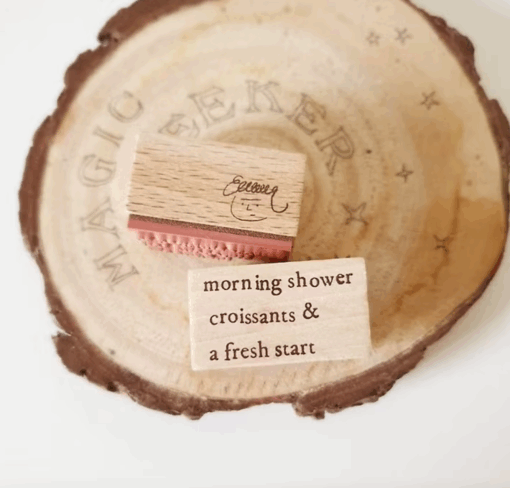 MAGIC SEEKER
morning shower
croissants &
a fresh start